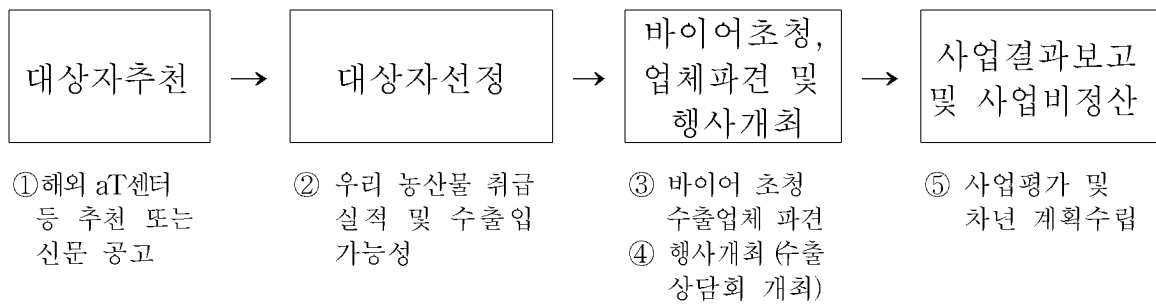 대상자추천
→
대상자선정
→
바이어초청,
업체파견 및
행사개최
→
사업결과보고
및 사업비정산
①해외 aT센터
등 추천 또는
신문 공고
② 우리 농산물 취급
실적 및 수출입
가능성
③ 바이어 초청
수출업체 파견
④ 행사개최 (수출
상담회 개최)
⑤ 사업평가 및
차년 계획수립